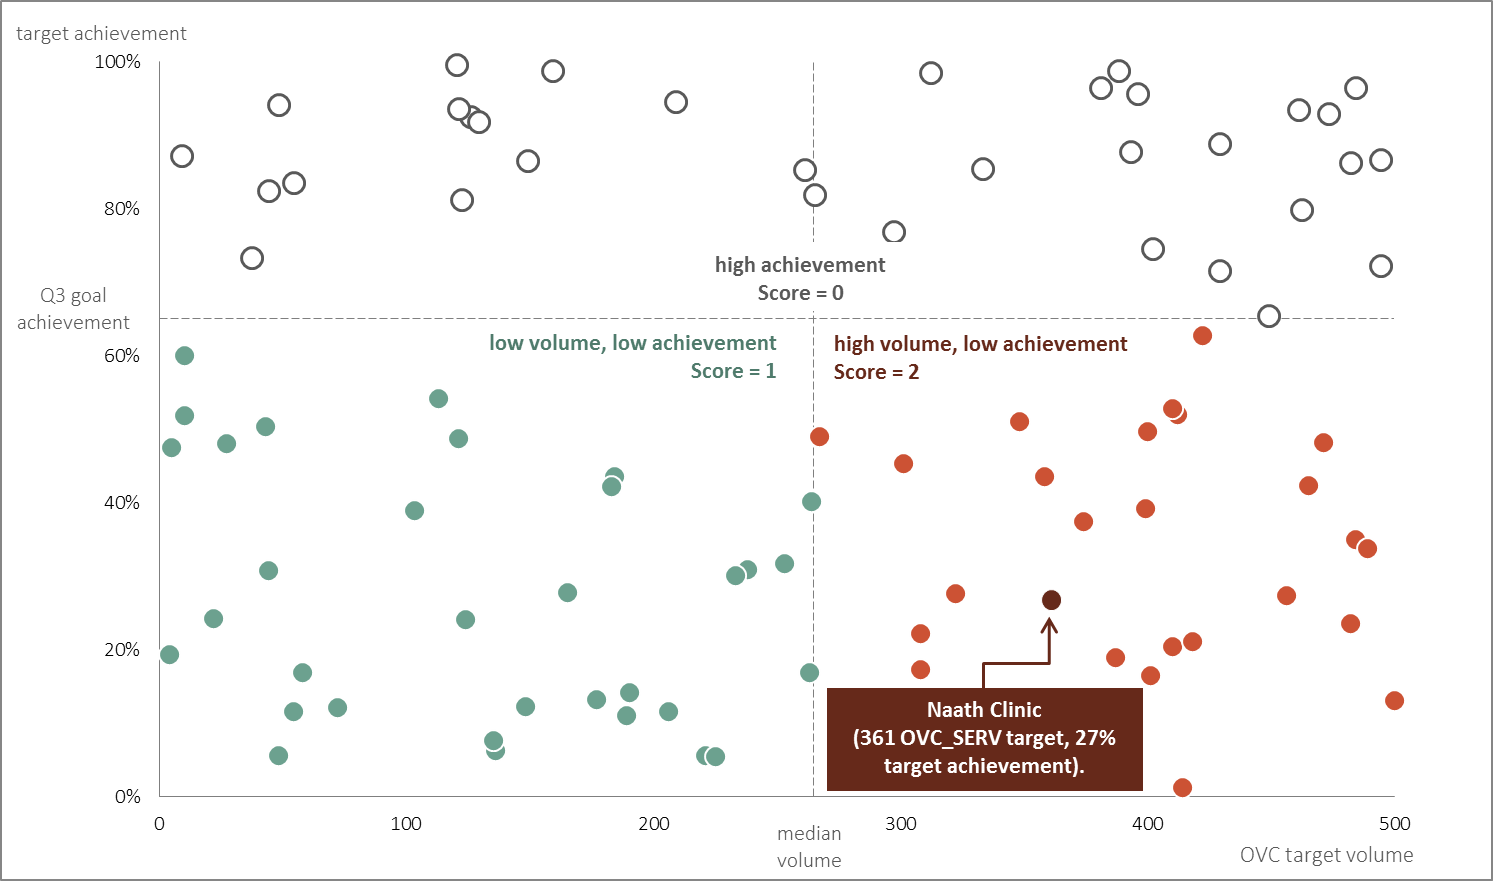 target achievement
100%
80%
high achievement
Score = 0
Q3 goal
achievement
low volume, low achievement
Score = 1
high volume, low achievement
Score = 2
60%
40%
20%
Naath Clinic
(361 OVC_SERV target, 27%
target achievement).
0%
0
100
200
300
400
500
median
volume
OVC target volume